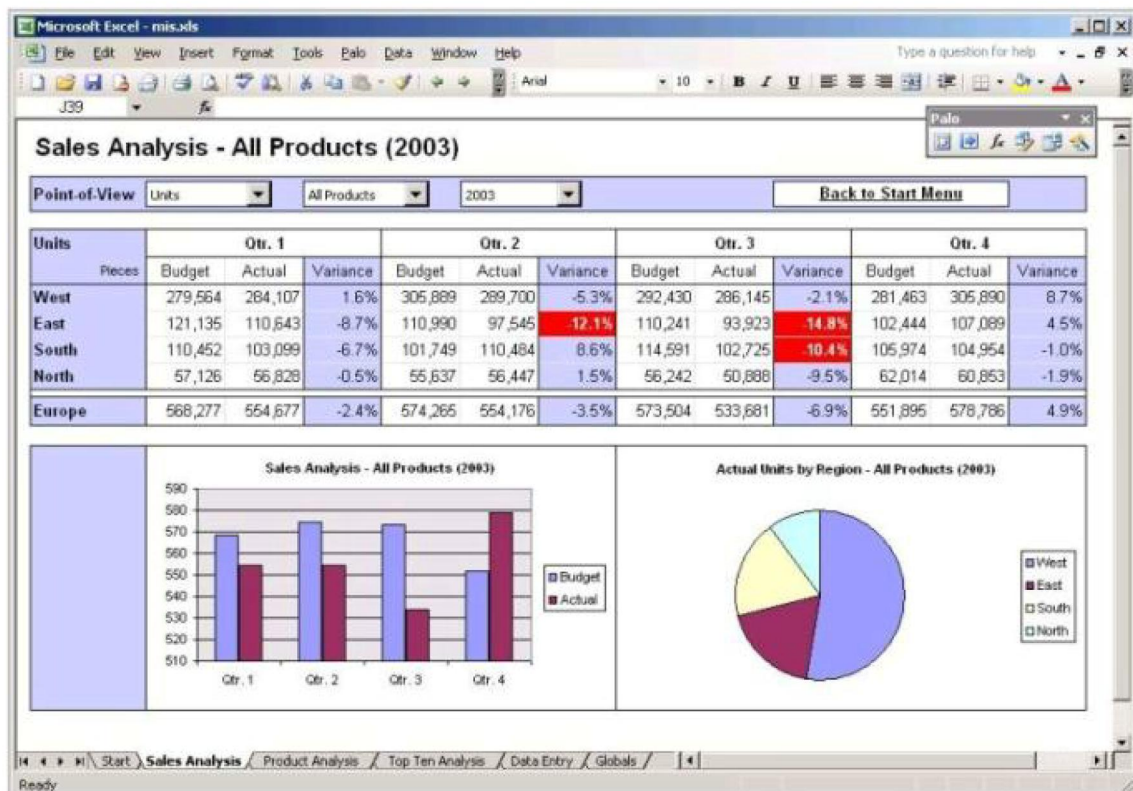 Microsoft Excel - mis.xls
File Edit View Insert Format Tools Palo Data Window Help Type a question for help
Arial 10 B I U
J39 fx
Palo
Sales Analysis - All Products (2003)
Point-of-View Units All Products 2003 Back to Start Menu
Units Qtr. 1 Qtr. 2 Qtr. 3 Qtr. 4
Pieces Budget Actual Variance Budget Actual Variance Budget Actual Variance Budget Actual Variance
West 279,564 284,107 1.6% 305,889 289,700 -5.3% 292,430 286,145 -2.1% 281,463 305,890 8.7%
East 121,135 110,643 -8.7% 110,990 97,545 -12.1% 110,241 93,923 -14.8% 102,444 107,089 4.5%
South 110,452 103,099 -6.7% 101,749 110,484 8.6% 114,591 102,725 -10.4% 105,974 104,954 -1.0%
North 57,126 56,828 -0.5% 55,637 56,447 1.5% 56,242 50,888 -9.5% 62,014 60,853 -1.9%
Europe 568,277 554,677 -2.4% 574,265 554,176 -3.5% 573,504 533,681 -6.9% 551,895 578,786 4.9%
Sales Analysis - All Products (2003)
590
580
570
560
550
540
530
520
510
Qtr. 1 Qtr. 2 Qtr. 3 Qtr. 4
Budget
Actual
Actual Units by Region - All Products (2003)
West
East
South
North
Start Sales Analysis Product Analysis Top Ten Analysis Data Entry Globals
Ready